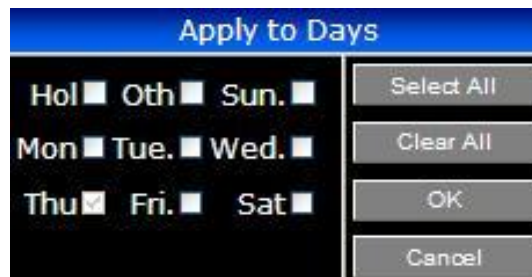 Apply to Days
Hol Oth Sun.
Mon Tue. Wed.
Thu Fri. Sat
Select All
Clear All
OK
Cancel